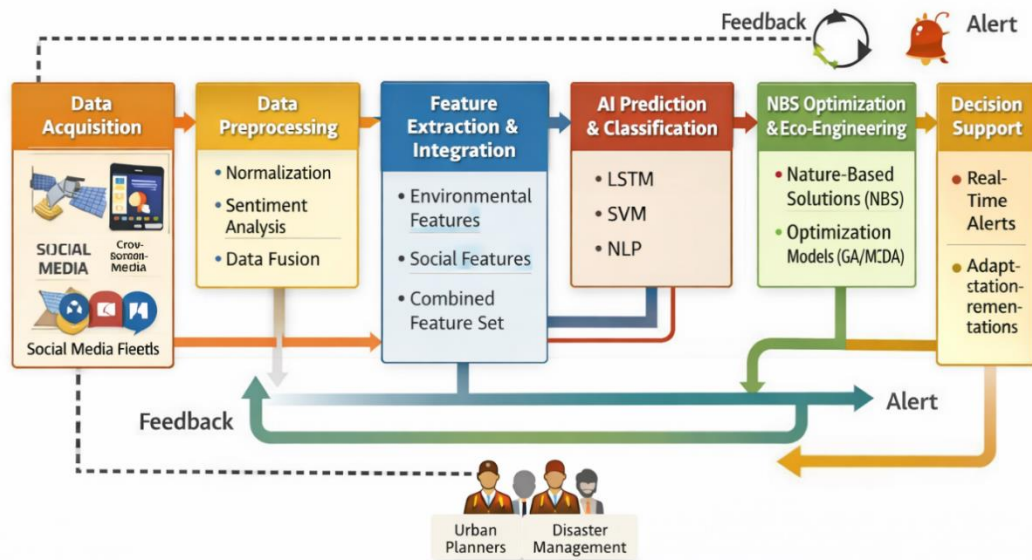 Feedback
Alert
Data
Acquisition
SOCIAL
MEDIA
Crov-
Sorean-
Media
Social Media Fieetls
Data
Preprocessing
• Normalization
• Sentiment
Analysis
• Data Fusion
Feature
Extraction &
Integration
• Environmental
Features
• Social Features
• Combined
Feature Set
AI Prediction
& Classification
• LSTM
• SVM
• NLP
NBS Optimization
& Eco-Engineering
• Nature-Based
Solutions (NBS)
• Optimization
Models (GA/MCDA)
Decision
Support
• Real-
Time
Alerts
• Adapt-
station-
remen-
tations
Feedback
Alert
Urban
Planners
Disaster
Management